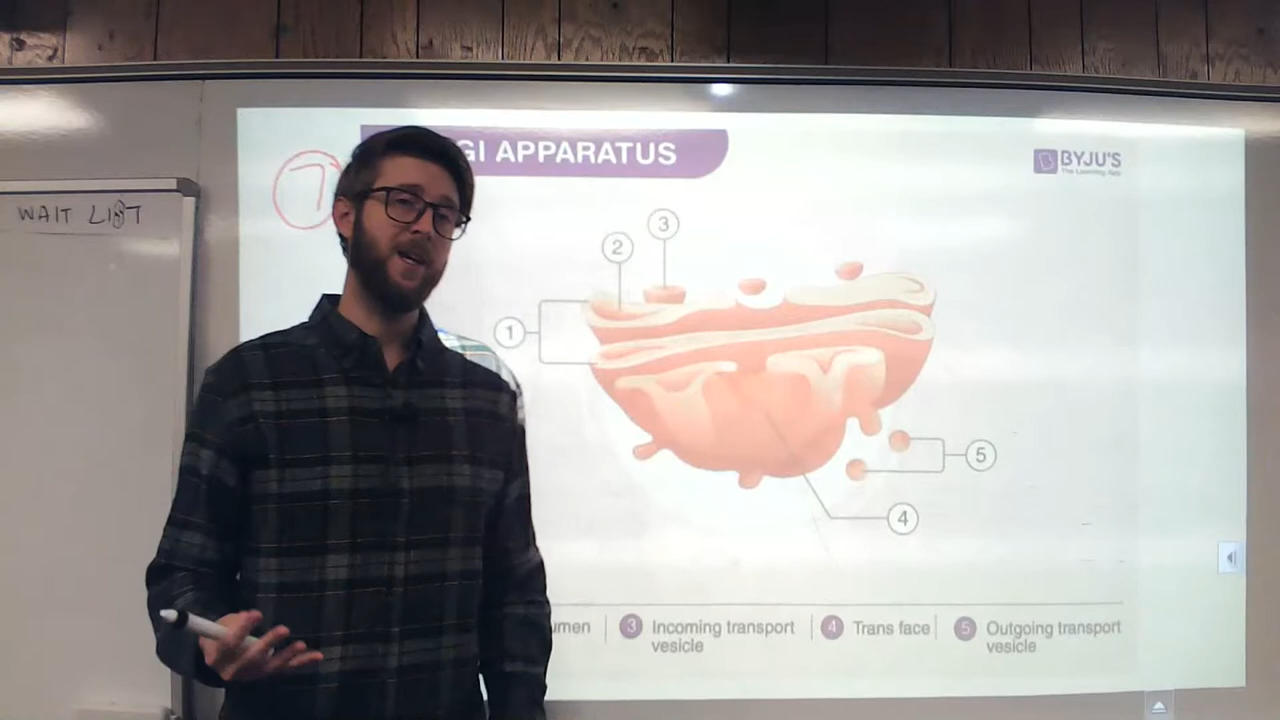 WAIT LIST
7
GI APPARATUS
BYJU'S
The Learning App
3
2
1
5
4
umen
3 Incoming transport
vesicle
4 Trans face
5 Outgoing transport
vesicle